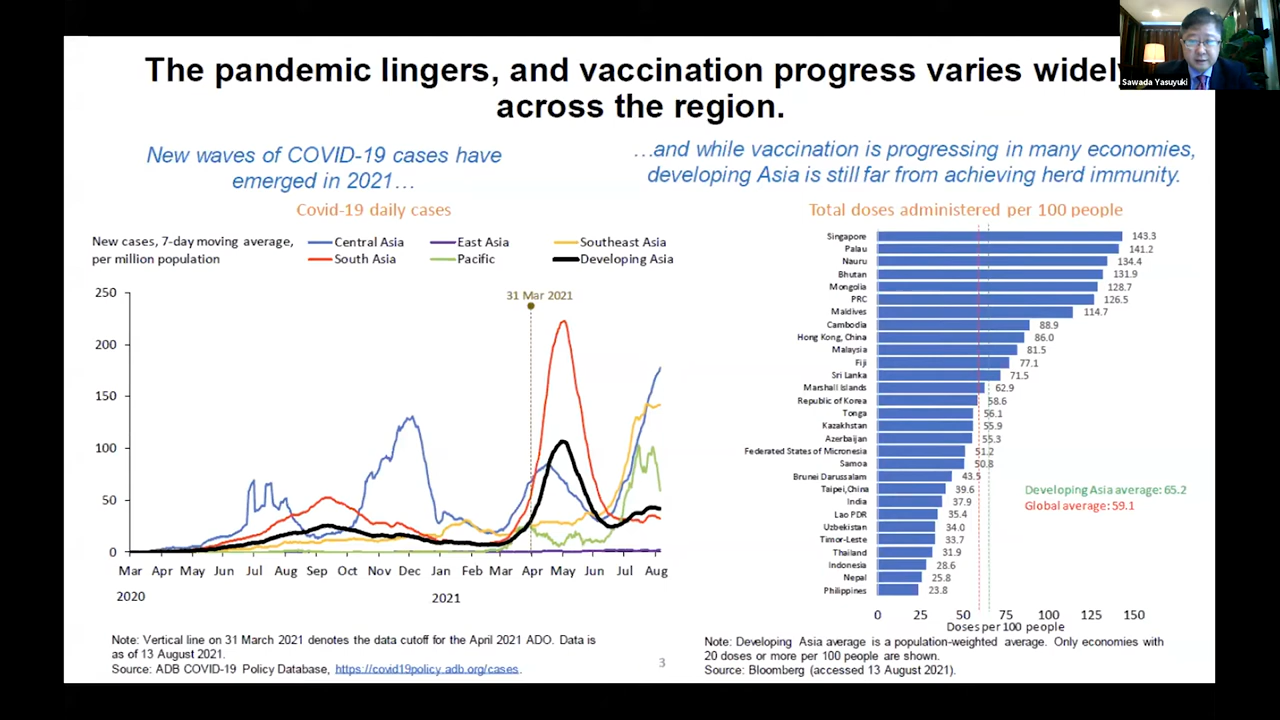 The pandemic lingers, and vaccination progress varies widely
across the region.
Sawada Yasuyuki
New waves of COVID-19 cases have
emerged in 2021…
Covid-19 daily cases
New cases, 7-day moving average,
per million population
Central Asia
East Asia
Southeast Asia
South Asia
Pacific
Developing Asia
31 Mar 2021
250
200
150
100
50
0
Mar Apr May Jun Jul Aug Sep Oct Nov Dec Jan Feb Mar Apr May Jun Jul Aug
2020 2021
Note: Vertical line on 31 March 2021 denotes the data cutoff for the April 2021 ADO. Data is
as of 13 August 2021.
Source: ADB COVID-19 Policy Database, https://covid19policy.adb.org/cases.
3
…and while vaccination is progressing in many economies,
developing Asia is still far from achieving herd immunity.
Total doses administered per 100 people
Singapore 143.3
Palau 141.2
Nauru 134.4
Bhutan 131.9
Mongolia 128.7
PRC 126.5
Maldives 114.7
Cambodia 88.9
Hong Kong, China 86.0
Malaysia 81.5
Fiji 77.1
Sri Lanka 71.5
Marshall Islands 62.9
Republic of Korea 58.6
Tonga 56.1
Kazakhstan 55.9
Azerbaijan 55.3
Federated States of Micronesia 51.2
Samoa 50.8
Brunei Darussalam 43.5
Taipei,China 39.6
India 37.9
Lao PDR 35.4
Uzbekistan 34.0
Timor-Leste 33.7
Thailand 31.9
Indonesia 28.6
Nepal 25.8
Philippines 23.8
Developing Asia average: 65.2
Global average: 59.1
0 25 50 75 100 125 150
Doses per 100 people
Note: Developing Asia average is a population-weighted average. Only economies with
20 doses or more per 100 people are shown.
Source: Bloomberg (accessed 13 August 2021).